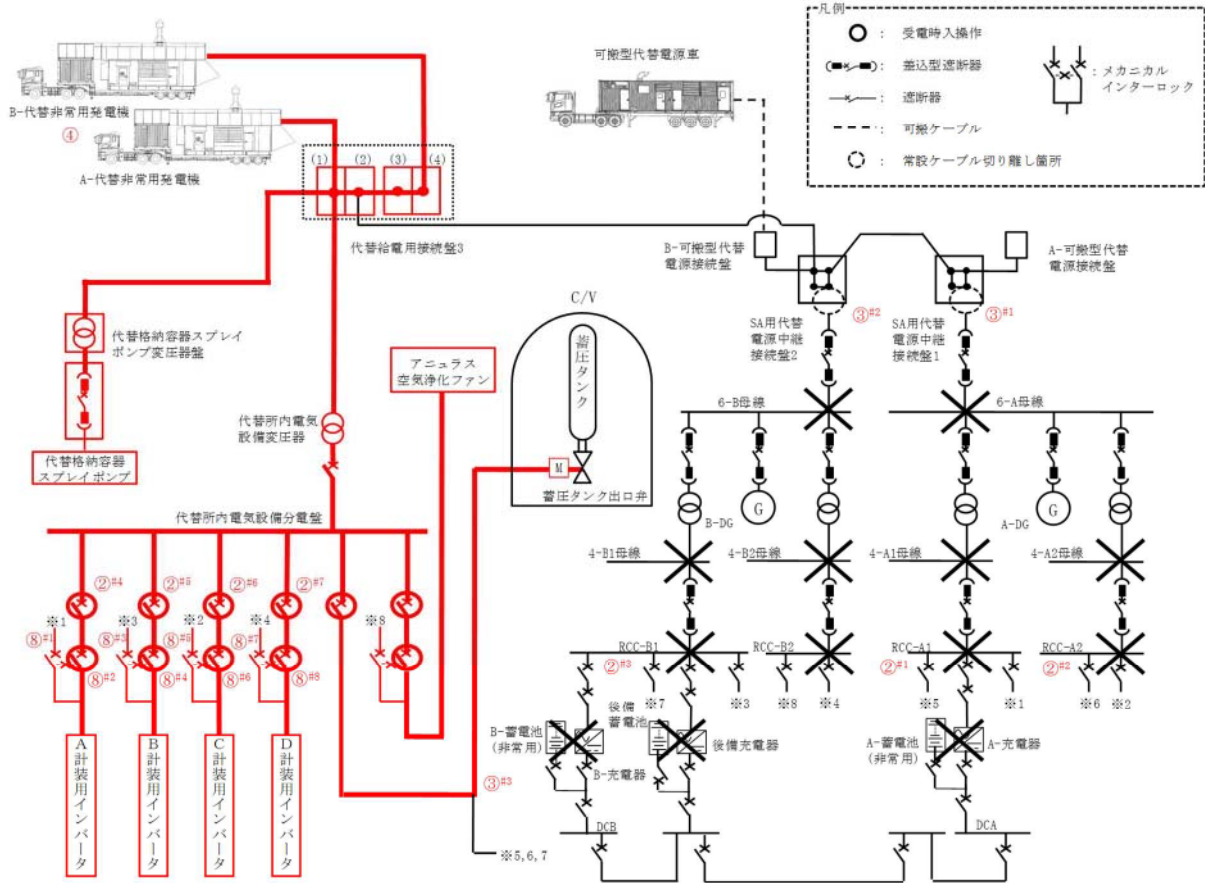 凡例
○ : 受電時入操作
: 差込型遮断器
: 遮断器
: 可搬ケーブル
: 常設ケーブル切り離し箇所
: メカニカル
インターロック
B-代替非常用発電機
④
A-代替非常用発電機
可搬型代替電源車
(1) (2) (3) (4)
代替給電用接続盤3
B-可搬型代替
電源接続盤
A-可搬型代替
電源接続盤
③#2
③#1
SA用代替
電源中継
接続盤2
SA用代替
電源中継
接続盤1
代替格納容器スプレイ
ポンプ変圧器盤
代替格納容器
スプレイポンプ
代替所内電気
設備変圧器
アニュラス
空気浄化ファン
C/V
蓄圧タンク
M
蓄圧タンク出口弁
6-B母線
6-A母線
G
B-DG
G
A-DG
代替所内電気設備分電盤
4-B1母線
4-B2母線
4-A1母線
4-A2母線
②#4
②#5
②#6
②#7
※1
※3
※2
※4
※8
⑧#1
⑧#3
⑧#5
⑧#7
⑧#2
⑧#4
⑧#6
⑧#8
RCC-B1
②#3
RCC-B2
RCC-A1
②#1
RCC-A2
②#2
※7
※3
※8
※4
※5
※1
※6
※2
B-蓄電池
(非常用)
B-充電器
後備
蓄電池
後備充電器
A-蓄電池
(非常用)
A-充電器
A計装用インバータ
B計装用インバータ
C計装用インバータ
D計装用インバータ
③#3
※5,6,7
DCB
DCA